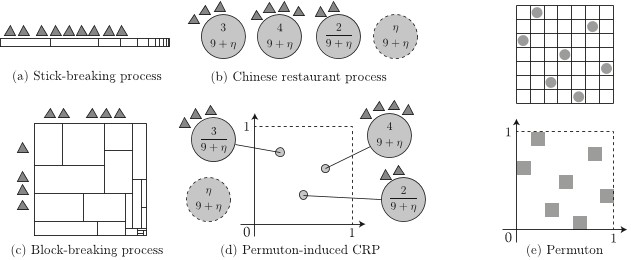 3
9 + η
4
9 + η
2
9 + η
η
9 + η
(a) Stick-breaking process
(b) Chinese restaurant process
3
9 + η
4
9 + η
η
9 + η
2
9 + η
1
0
1
(c) Block-breaking process
(d) Permuton-induced CRP
1
0
1
(e) Permuton